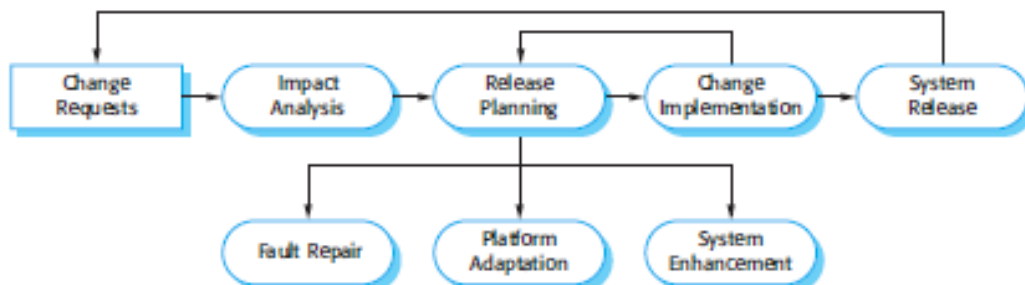 Change
Requests
Impact
Analysis
Release
Planning
Change
Implementation
System
Release
Fault Repair
Platform
Adaptation
System
Enhancement